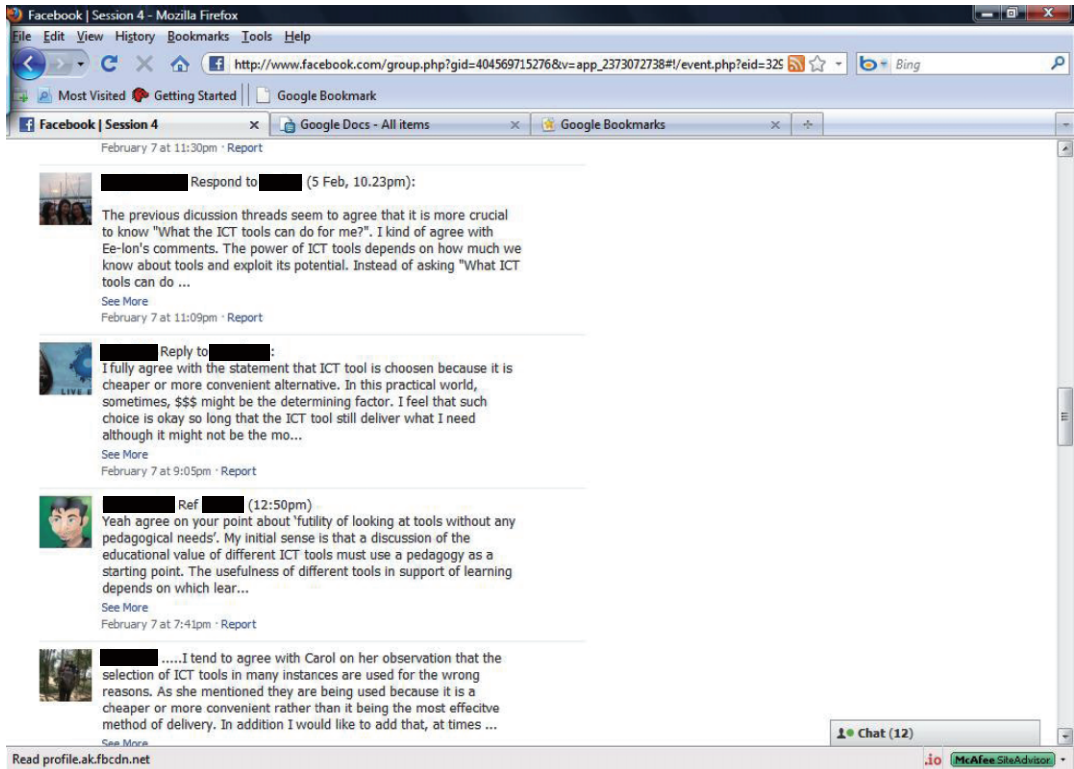 Facebook | Session 4 - Mozilla Firefox
File Edit View History Bookmarks Tools Help
http://www.facebook.com/group.php?gid=404569715276&v=app_2373072738#!/event.php?eid=329
Bing
Most Visited Getting Started Google Bookmark
Facebook | Session 4 Google Docs - All items Google Bookmarks
February 7 at 11:30pm · Report
Respond to (5 Feb, 10.23pm):
The previous dicussion threads seem to agree that it is more crucial
to know "What the ICT tools can do for me?". I kind of agree with
Ee-lon's comments. The power of ICT tools depends on how much we
know about tools and exploit its potential. Instead of asking "What ICT
tools can do ...
See More
February 7 at 11:09pm · Report
Reply to :
LIVE
I fully agree with the statement that ICT tool is choosen because it is
cheaper or more convenient alternative. In this practical world,
sometimes, $$$ might be the determining factor. I feel that such
choice is okay so long that the ICT tool still deliver what I need
although it might not be the mo...
See More
February 7 at 9:05pm · Report
Ref (12:50pm)
Yeah agree on your point about 'futility of looking at tools without any
pedagogical needs'. My initial sense is that a discussion of the
educational value of different ICT tools must use a pedagogy as a
starting point. The usefulness of different tools in support of learning
depends on which lear...
See More
February 7 at 7:41pm · Report
.....I tend to agree with Carol on her observation that the
selection of ICT tools in many instances are used for the wrong
reasons. As she mentioned they are being used because it is a
cheaper or more convenient rather than it being the most effecitve
method of delivery. In addition I would like to add that, at times ...
See More
Chat (12)
Read profile.ak.fbcdn.net
.io McAfee SiteAdvisor